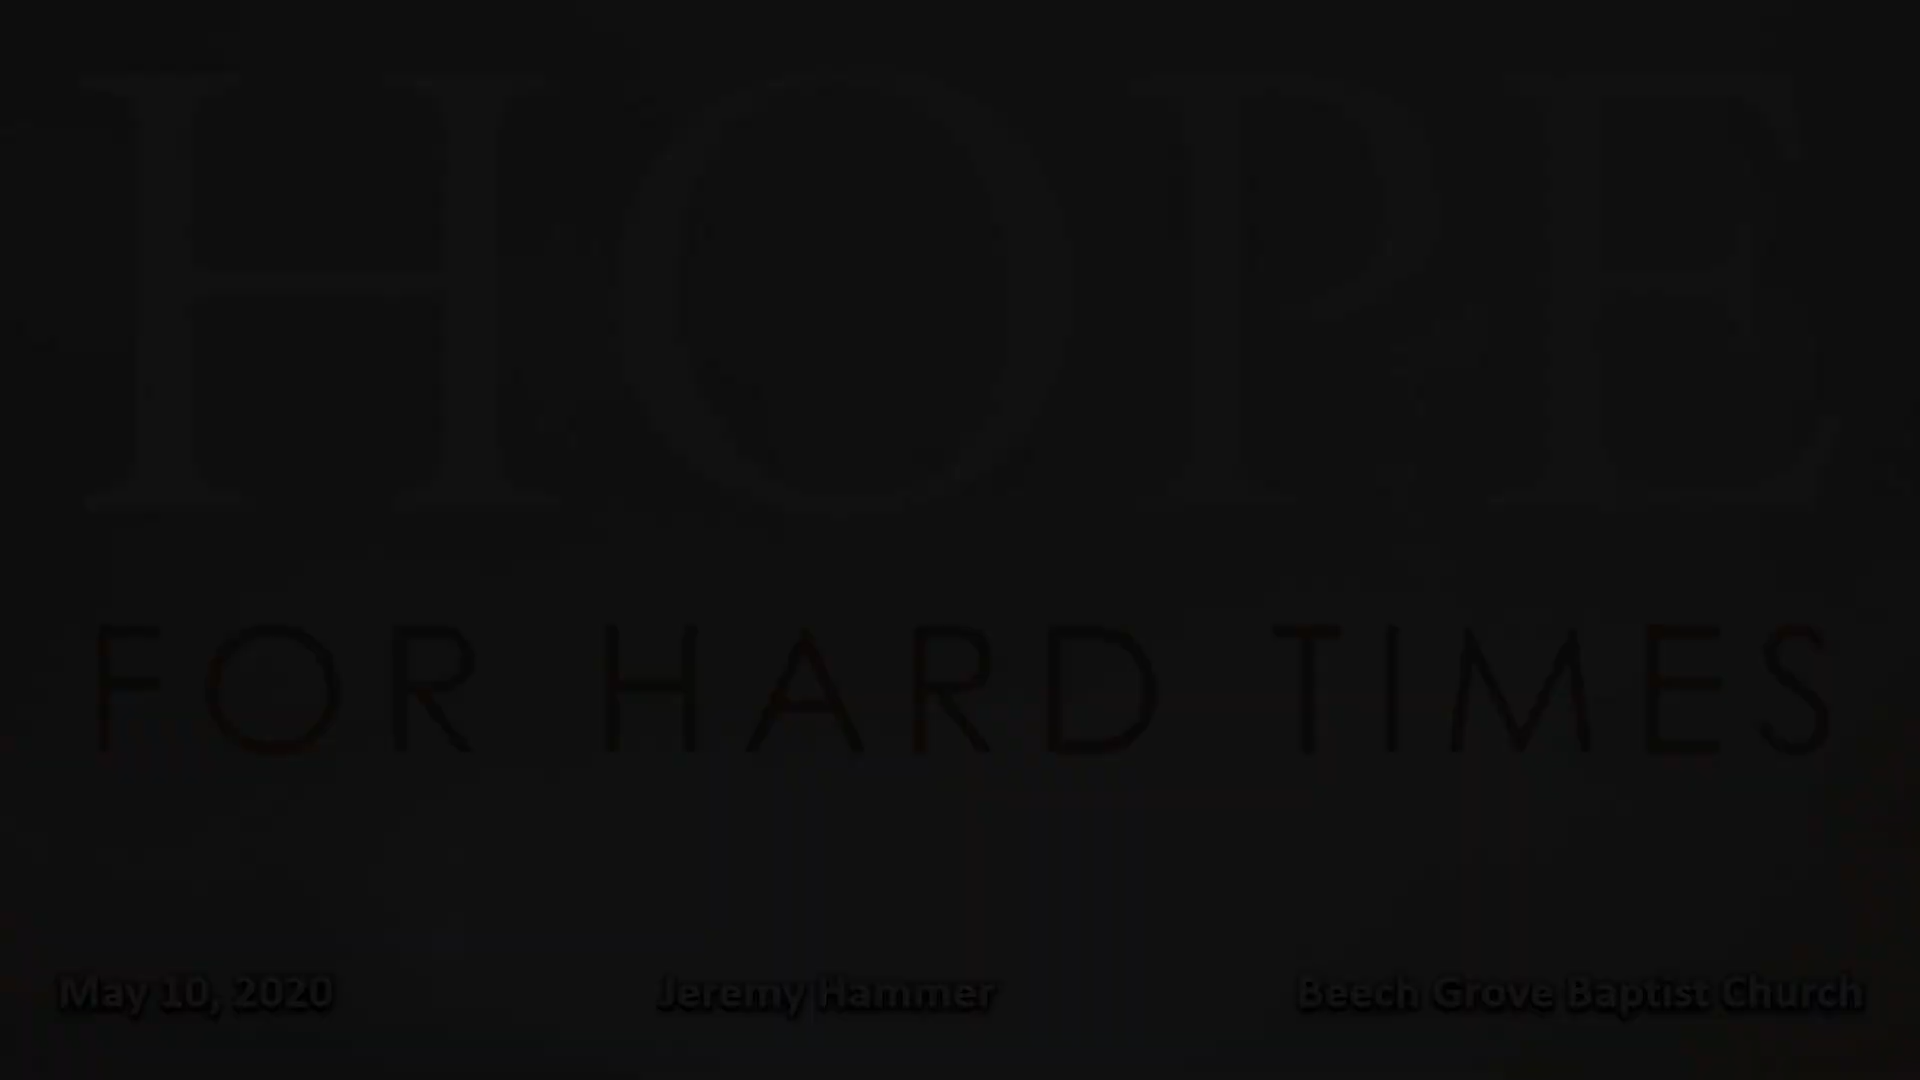 HOPE
FOR HARD TIMES
May 10, 2020 Jeremy Hammer Beech Grove Baptist Church